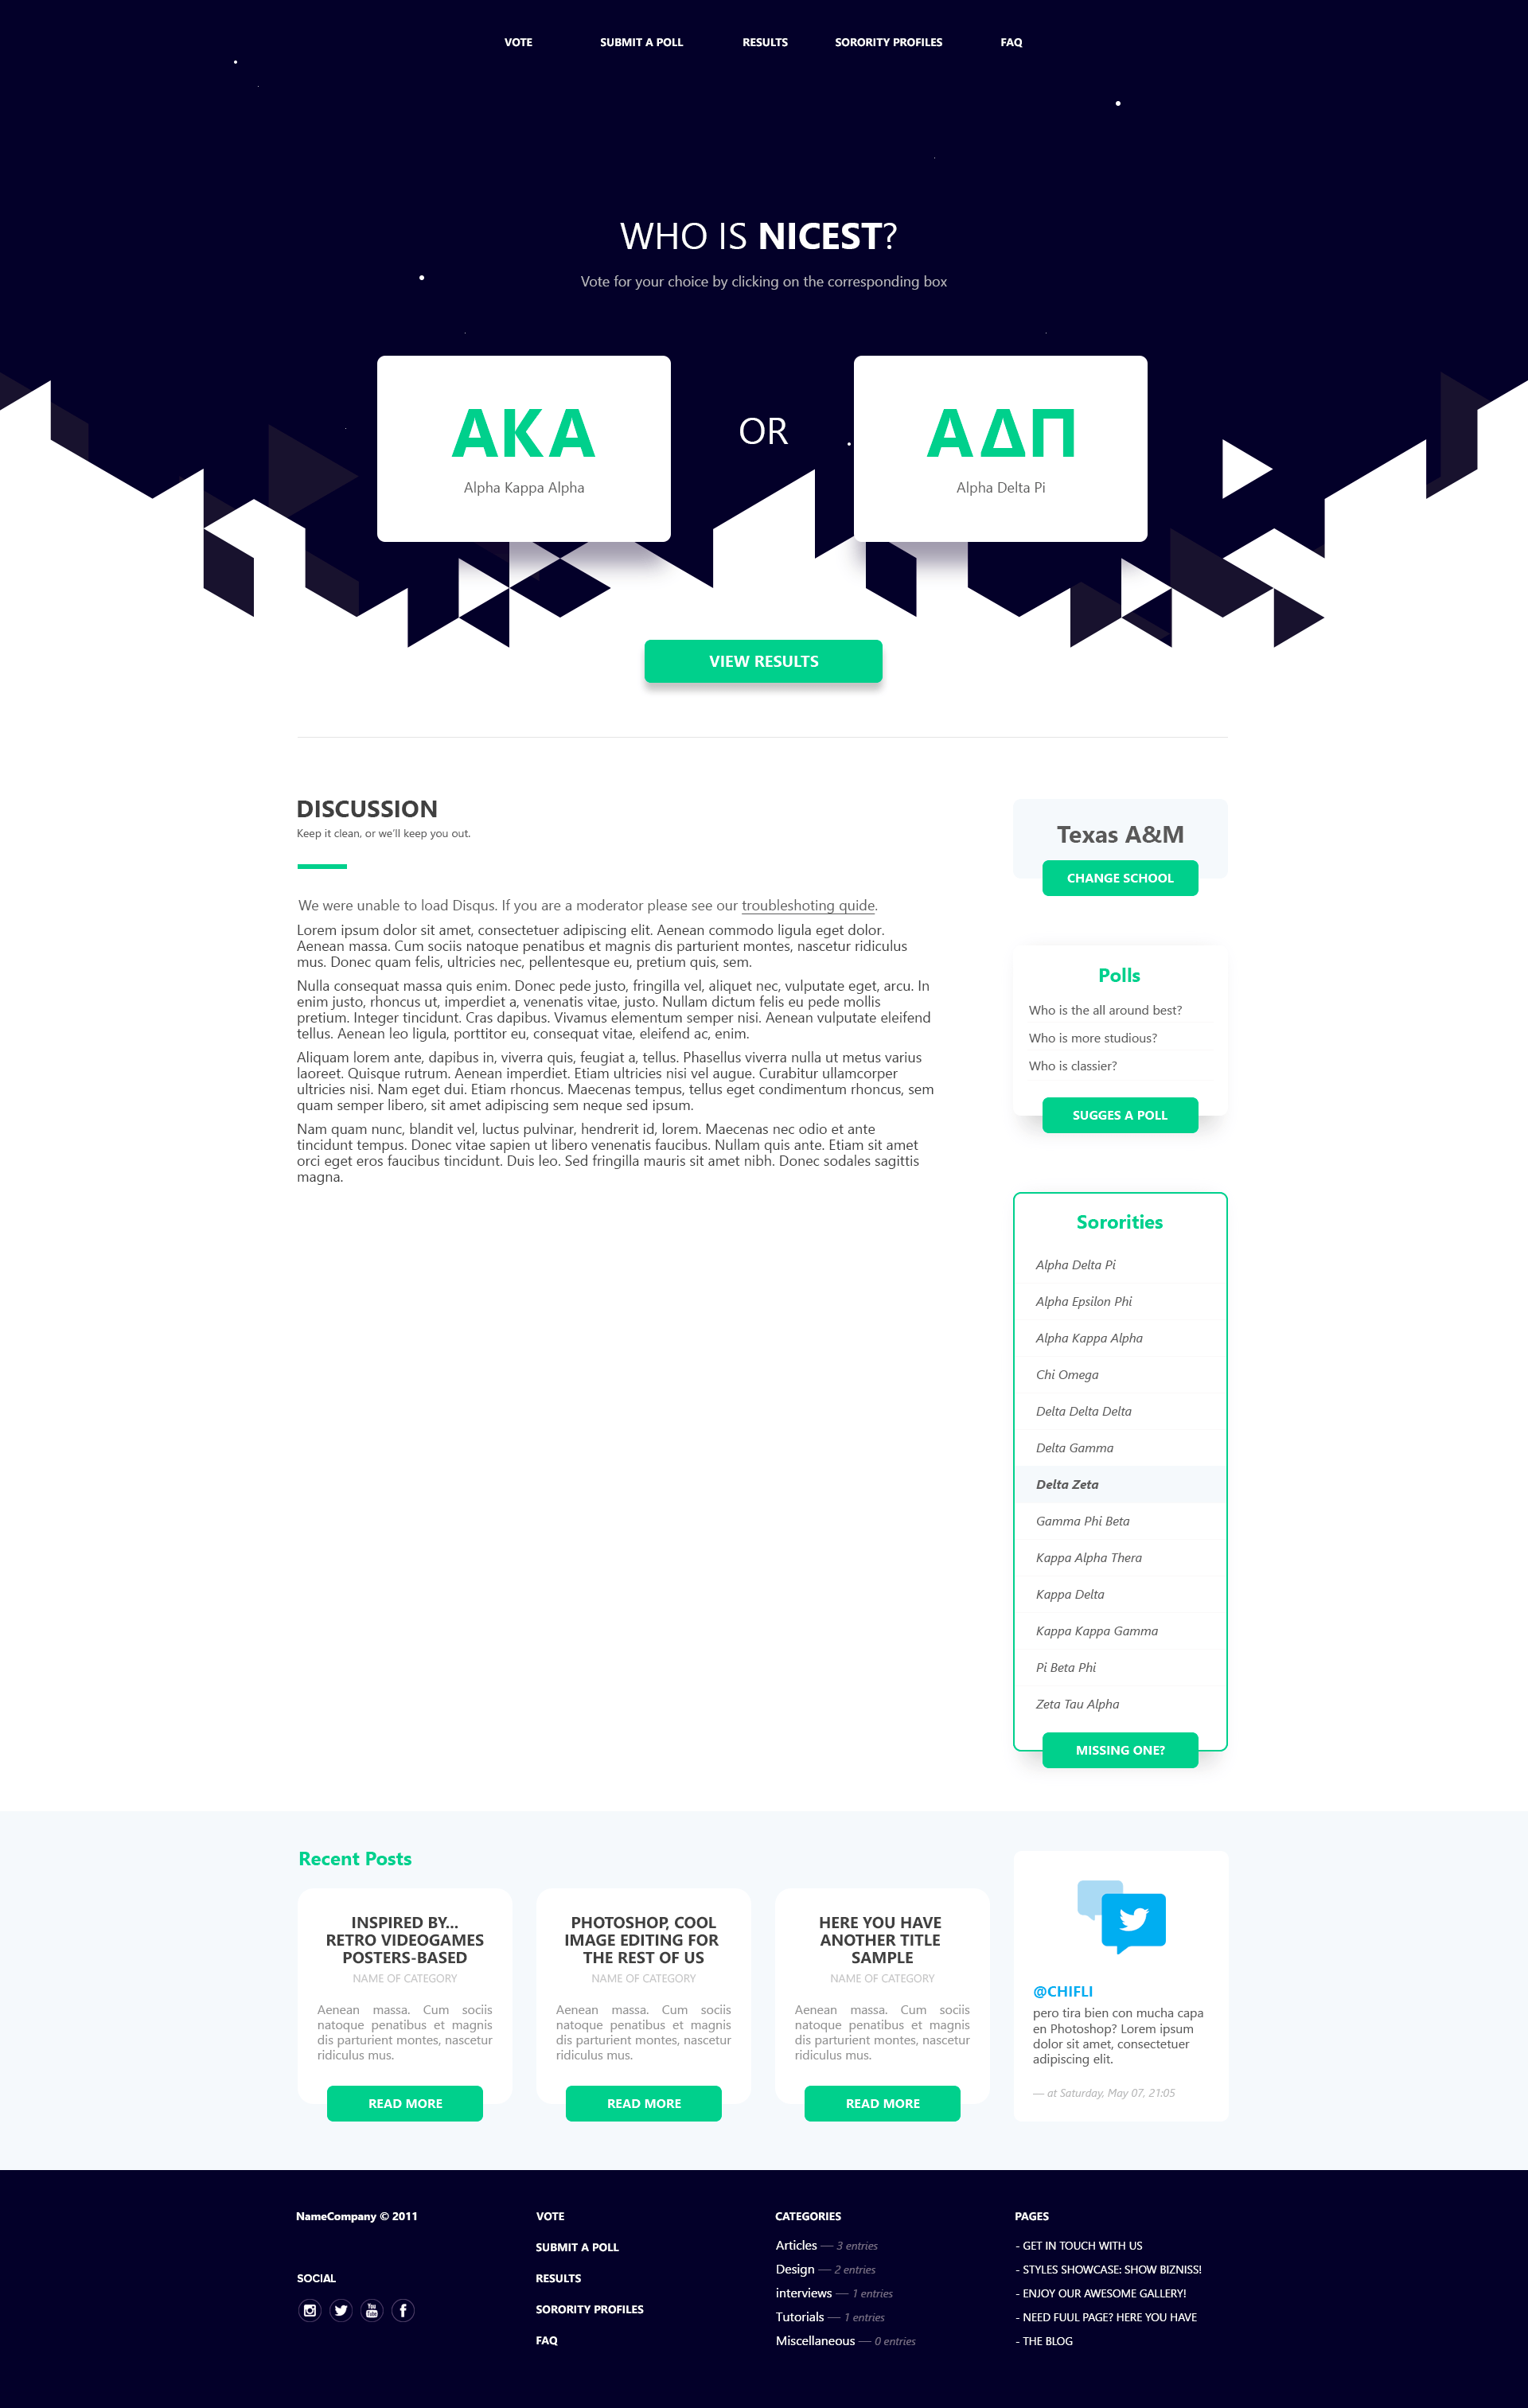 VOTE SUBMIT A POLL RESULTS SORORITY PROFILES FAQ
WHO IS NICEST?
Vote for your choice by clicking on the corresponding box
ΑΚΑ
Alpha Kappa Alpha
OR
ΑΔΠ
Alpha Delta Pi
VIEW RESULTS
DISCUSSION
Keep it clean, or we'll keep you out.
We were unable to load Disqus. If you are a moderator please see our troubleshoting quide.
Lorem ipsum dolor sit amet, consectetuer adipiscing elit. Aenean commodo ligula eget dolor.
Aenean massa. Cum sociis natoque penatibus et magnis dis parturient montes, nascetur ridiculus
mus. Donec quam felis, ultricies nec, pellentesque eu, pretium quis, sem.
Nulla consequat massa quis enim. Donec pede justo, fringilla vel, aliquet nec, vulputate eget, arcu. In
enim justo, rhoncus ut, imperdiet a, venenatis vitae, justo. Nullam dictum felis eu pede mollis
pretium. Integer tincidunt. Cras dapibus. Vivamus elementum semper nisi. Aenean vulputate eleifend
tellus. Aenean leo ligula, porttitor eu, consequat vitae, eleifend ac, enim.
Aliquam lorem ante, dapibus in, viverra quis, feugiat a, tellus. Phasellus viverra nulla ut metus varius
laoreet. Quisque rutrum. Aenean imperdiet. Etiam ultricies nisi vel augue. Curabitur ullamcorper
ultricies nisi. Nam eget dui. Etiam rhoncus. Maecenas tempus, tellus eget condimentum rhoncus, sem
quam semper libero, sit amet adipiscing sem neque sed ipsum.
Nam quam nunc, blandit vel, luctus pulvinar, hendrerit id, lorem. Maecenas nec odio et ante
tincidunt tempus. Donec vitae sapien ut libero venenatis faucibus. Nullam quis ante. Etiam sit amet
orci eget eros faucibus tincidunt. Duis leo. Sed fringilla mauris sit amet nibh. Donec sodales sagittis
magna.
Texas A&M
CHANGE SCHOOL
Polls
Who is the all around best?
Who is more studious?
Who is classier?
SUGGES A POLL
Sororities
Alpha Delta Pi
Alpha Epsilon Phi
Alpha Kappa Alpha
Chi Omega
Delta Delta Delta
Delta Gamma
Delta Zeta
Gamma Phi Beta
Kappa Alpha Thera
Kappa Delta
Kappa Kappa Gamma
Pi Beta Phi
Zeta Tau Alpha
MISSING ONE?
Recent Posts
INSPIRED BY...
RETRO VIDEOGAMES
POSTERS-BASED
NAME OF CATEGORY
Aenean massa. Cum sociis
natoque penatibus et magnis
dis parturient montes, nascetur
ridiculus mus.
READ MORE
PHOTOSHOP, COOL
IMAGE EDITING FOR
THE REST OF US
NAME OF CATEGORY
Aenean massa. Cum sociis
natoque penatibus et magnis
dis parturient montes, nascetur
ridiculus mus.
READ MORE
HERE YOU HAVE
ANOTHER TITLE
SAMPLE
NAME OF CATEGORY
Aenean massa. Cum sociis
natoque penatibus et magnis
dis parturient montes, nascetur
ridiculus mus.
READ MORE
@CHIFLI
pero tira bien con mucha capa
en Photoshop? Lorem ipsum
dolor sit amet, consectetuer
adipiscing elit.
— at Saturday, May 07, 21:05
NameCompany © 2011
SOCIAL
You
Tube
VOTE
SUBMIT A POLL
RESULTS
SORORITY PROFILES
FAQ
CATEGORIES
Articles — 3 entries
Design — 2 entries
interviews — 1 entries
Tutorials — 1 entries
Miscellaneous — 0 entries
PAGES
- GET IN TOUCH WITH US
- STYLES SHOWCASE: SHOW BIZNISS!
- ENJOY OUR AWESOME GALLERY!
- NEED FUUL PAGE? HERE YOU HAVE
- THE BLOG